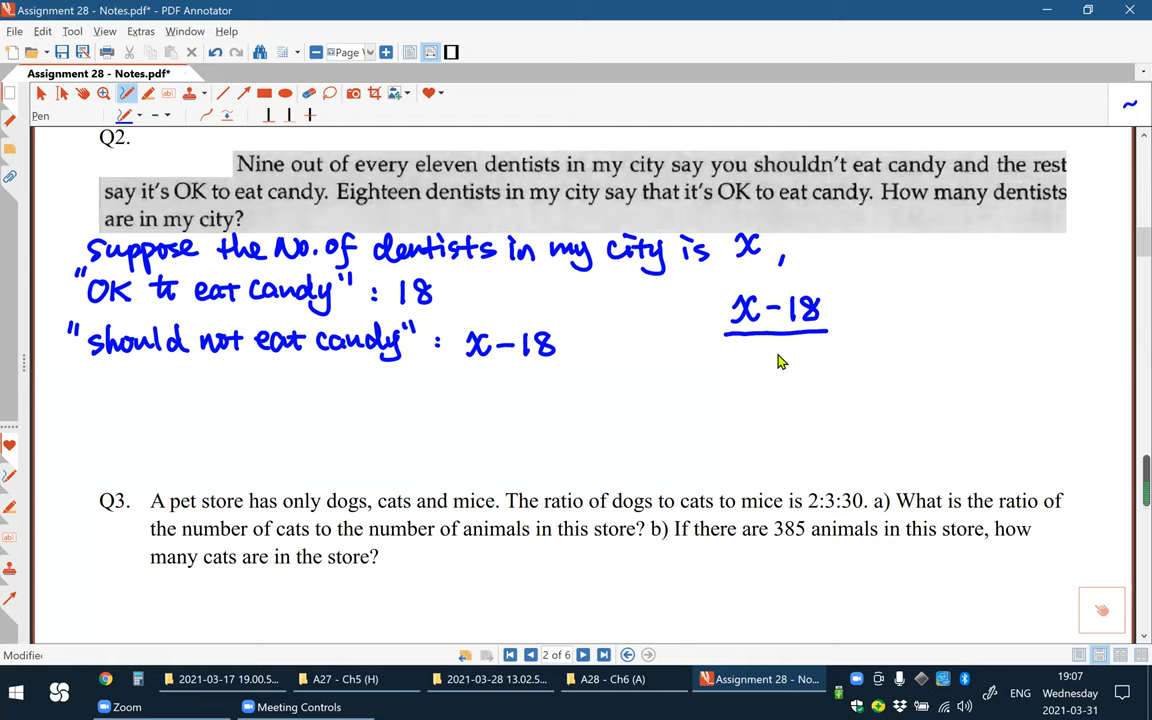 Assignment 28 - Notes.pdf* - PDF Annotator
File Edit Tool View Extras Window Help
Page V
Assignment 28 - Notes.pdf*
Pen
Q2.
Nine out of every eleven dentists in my city say you shouldn't eat candy and the rest
say it's OK to eat candy. Eighteen dentists in my city say that it's OK to eat candy. How many dentists
are in my city?
Suppose the No. of dentists in my city is x,
"OK to eat candy" : 18
x-18
"should not eat candy" : x-18
Q3. A pet store has only dogs, cats and mice. The ratio of dogs to cats to mice is 2:3:30. a) What is the ratio of
the number of cats to the number of animals in this store? b) If there are 385 animals in this store, how
many cats are in the store?
Modifie
2 of 6
2021-03-17 19.00.5...
A27 - Ch5 (H)
2021-03-28 13.02.5...
A28 - Ch6 (A)
Assignment 28 - No...
Zoom
Meeting Controls
ENG
19:07
Wednesday
2021-03-31